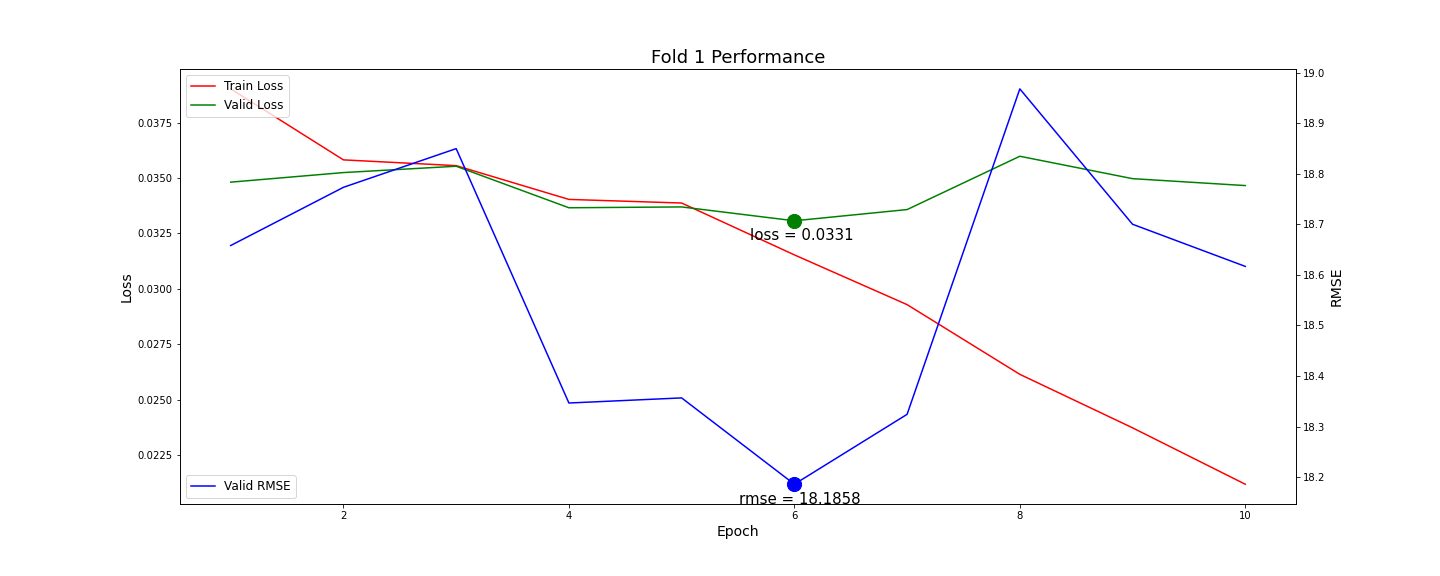 Fold 1 Performance
Train Loss
Valid Loss
Valid RMSE
Loss
0.0375
0.0350
0.0325
0.0300
0.0275
0.0250
0.0225
loss = 0.0331
rmse = 18.1858
19.0
18.9
18.8
18.7
18.6
18.5
18.4
18.3
18.2
RMSE
2 4 6 8 10
Epoch